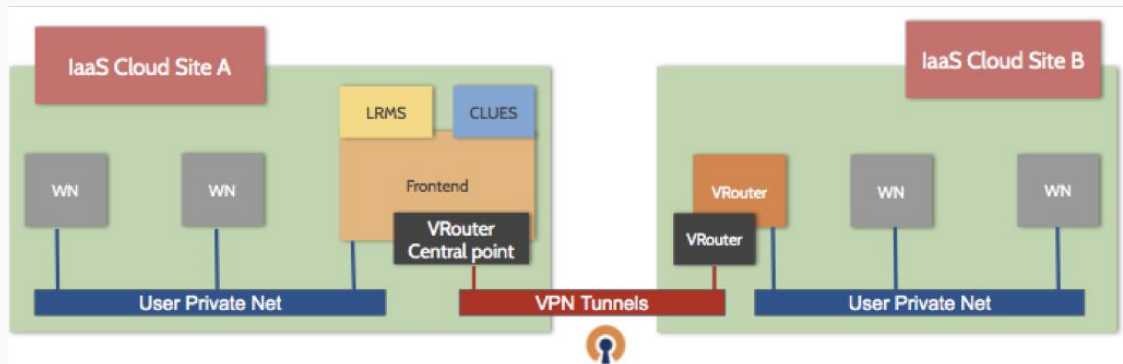 IaaS Cloud Site A
IaaS Cloud Site B
LRMS
CLUES
WN
WN
Frontend
VRouter
Central point
VRouter
VRouter
WN
WN
User Private Net
VPN Tunnels
User Private Net